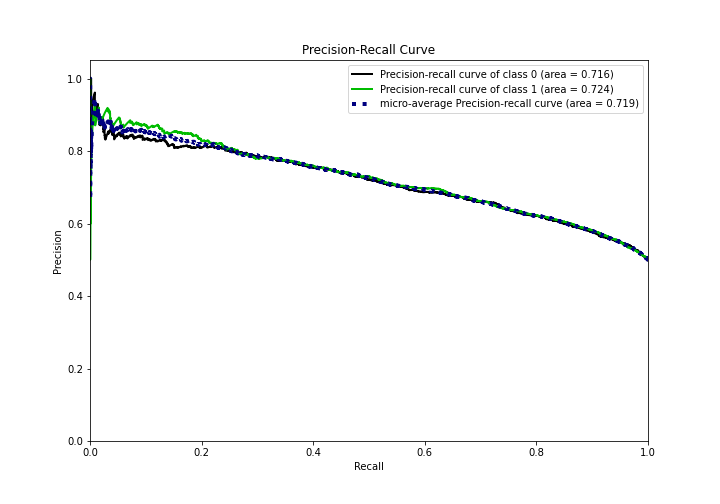 Precision-Recall Curve
Precision-recall curve of class 0 (area = 0.716)
Precision-recall curve of class 1 (area = 0.724)
micro-average Precision-recall curve (area = 0.719)
Precision
1.0
0.8
0.6
0.4
0.2
0.0
0.0 0.2 0.4 0.6 0.8 1.0
Recall